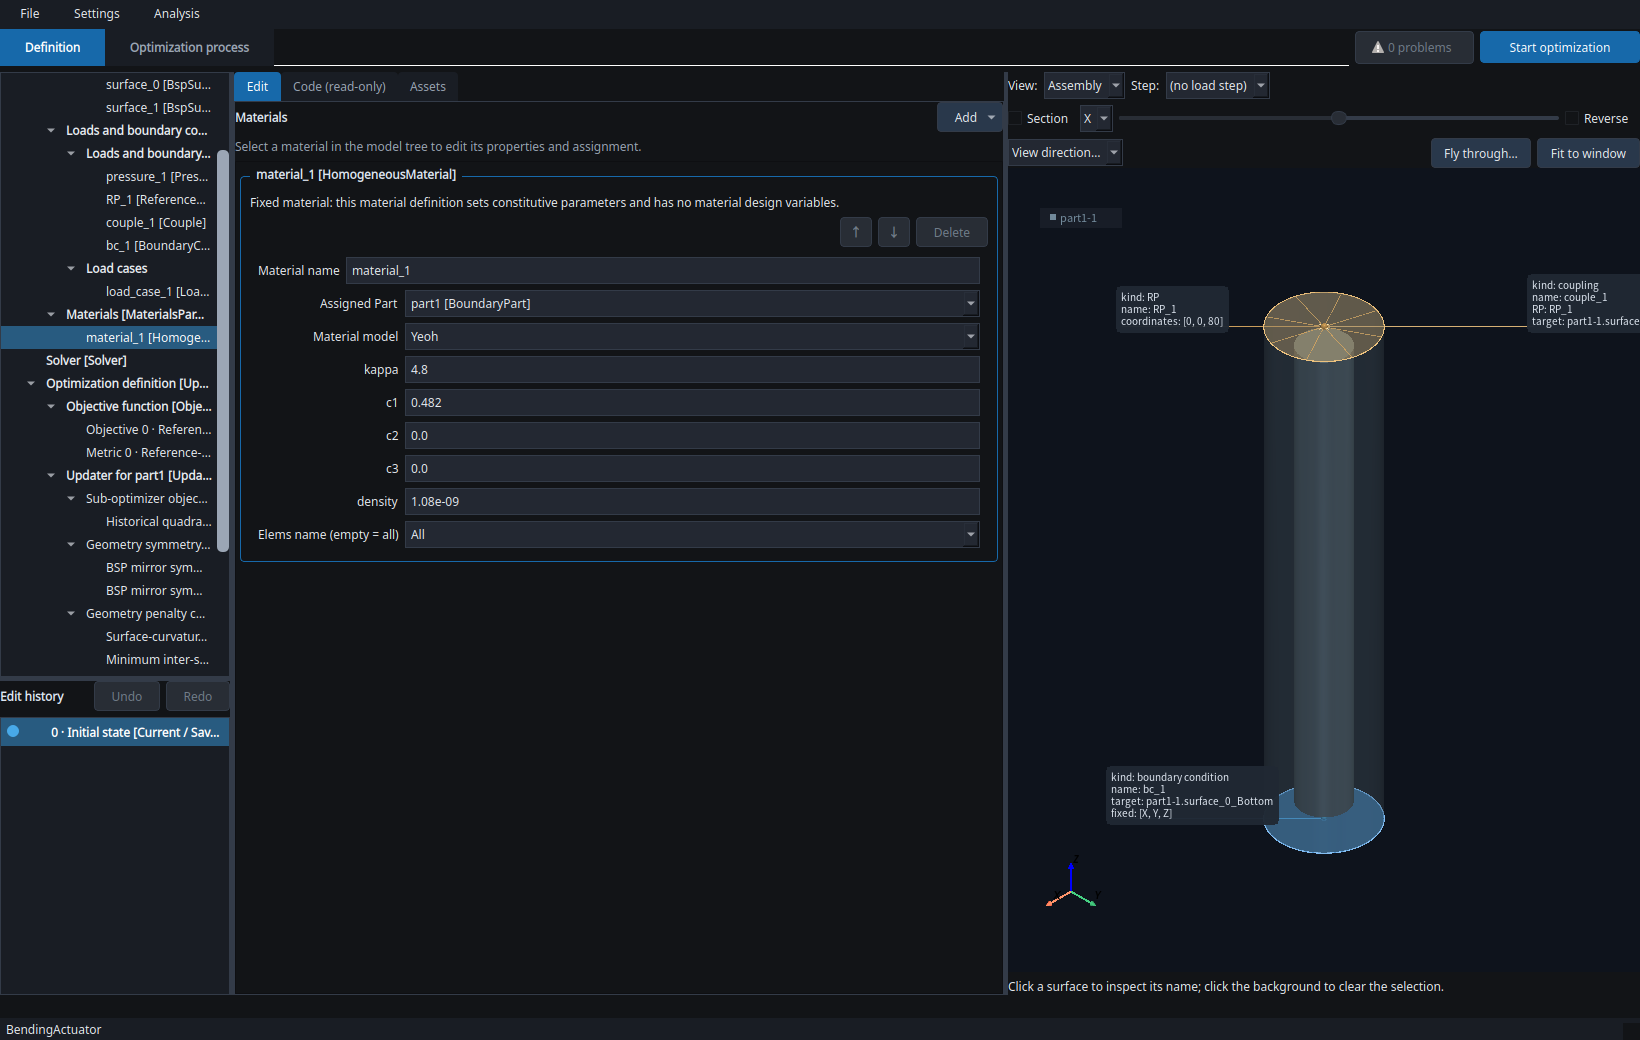 File Settings Analysis
Definition Optimization process 0 problems Start optimization
surface_0 [BspSu...
surface_1 [BspSu...
Loads and boundary co...
Loads and boundary...
pressure_1 [Pres...
RP_1 [Reference...
couple_1 [Couple]
bc_1 [BoundaryC...
Load cases
load_case_1 [Loa...
Materials [MaterialsPar...
material_1 [Homoge...
Solver [Solver]
Optimization definition [Up...
Objective function [Obje...
Objective 0 · Referen...
Metric 0 · Reference-...
Updater for part1 [Upda...
Sub-optimizer objec...
Historical quadra...
Geometry symmetry...
BSP mirror sym...
BSP mirror sym...
Geometry penalty c...
Surface-curvatur...
Minimum inter-s...
Edit history Undo Redo
0 · Initial state [Current / Sav...
Edit Code (read-only) Assets
Materials Add
Select a material in the model tree to edit its properties and assignment.
material_1 [HomogeneousMaterial]
Fixed material: this material definition sets constitutive parameters and has no material design variables.
↑ ↓ Delete
Material name material_1
Assigned Part part1 [BoundaryPart]
Material model Yeoh
kappa 4.8
c1 0.482
c2 0.0
c3 0.0
density 1.08e-09
Elems name (empty = all) All
View: Assembly Step: (no load step)
Section X Reverse
View direction... Fly through... Fit to window
part1-1
kind: RP
name: RP_1
coordinates: [0, 0, 80]
kind: coupling
name: couple_1
RP: RP_1
target: part1-1.surface
kind: boundary condition
name: bc_1
target: part1-1.surface_0_Bottom
fixed: [X, Y, Z]
Z
Y
Click a surface to inspect its name; click the background to clear the selection.
BendingActuator